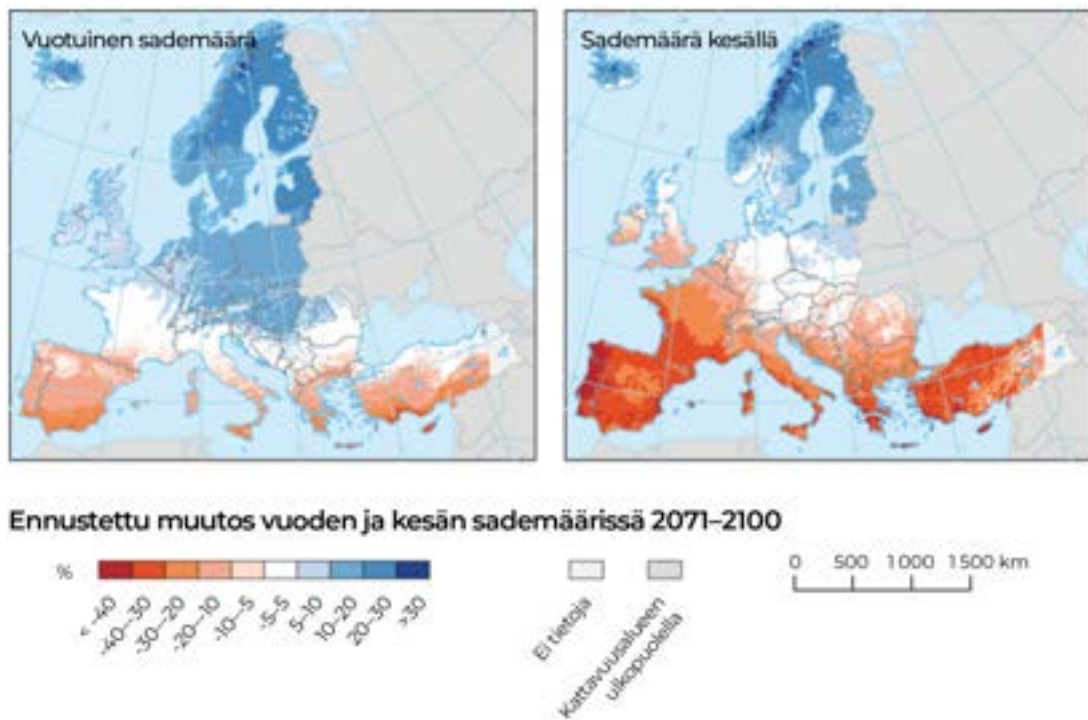 Vuotuinen sademäärä
Sademäärä kesällä
Ennustettu muutos vuoden ja kesän sademäärissä 2071–2100
%
< -40
-40–-30
-30–-20
-20–-10
-10–-5
-5–5
5–10
10–20
20–30
>30
Ei tietoja
Kattavuusalueen
ulkopuolella
0 500 1 000 1 500 km